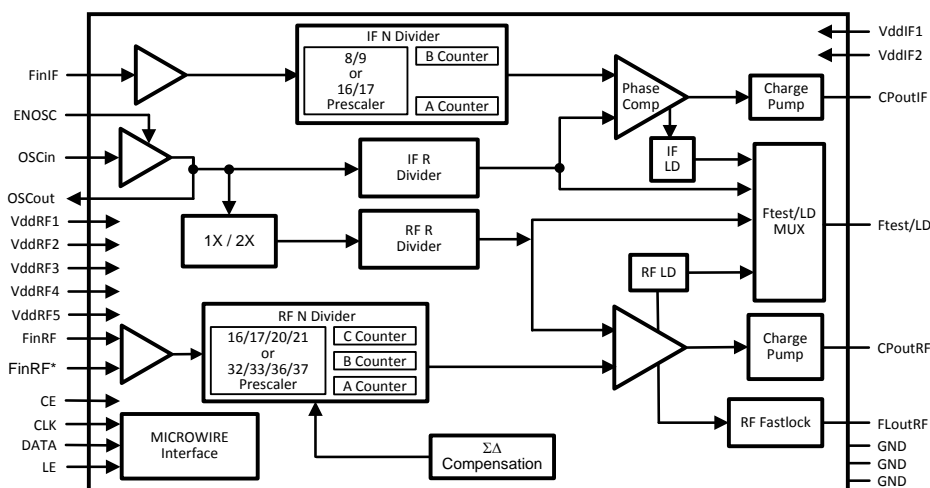 FinIF
ENOSC
OSCin
OSCout
VddRF1
VddRF2
VddRF3
VddRF4
VddRF5
FinRF
FinRF*
CE
CLK
DATA
LE
IF N Divider
8/9
or
16/17
Prescaler
B Counter
A Counter
Phase
Comp
Charge
Pump
IF
LD
IF R
Divider
1X / 2X
RF R
Divider
Ftest/LD
MUX
RF LD
RF N Divider
16/17/20/21
or
32/33/36/37
Prescaler
C Counter
B Counter
A Counter
Charge
Pump
RF Fastlock
MICROWIRE
Interface
ΣΔ
Compensation
VddIF1
VddIF2
CPoutIF
Ftest/LD
CPoutRF
FLoutRF
GND
GND
GND